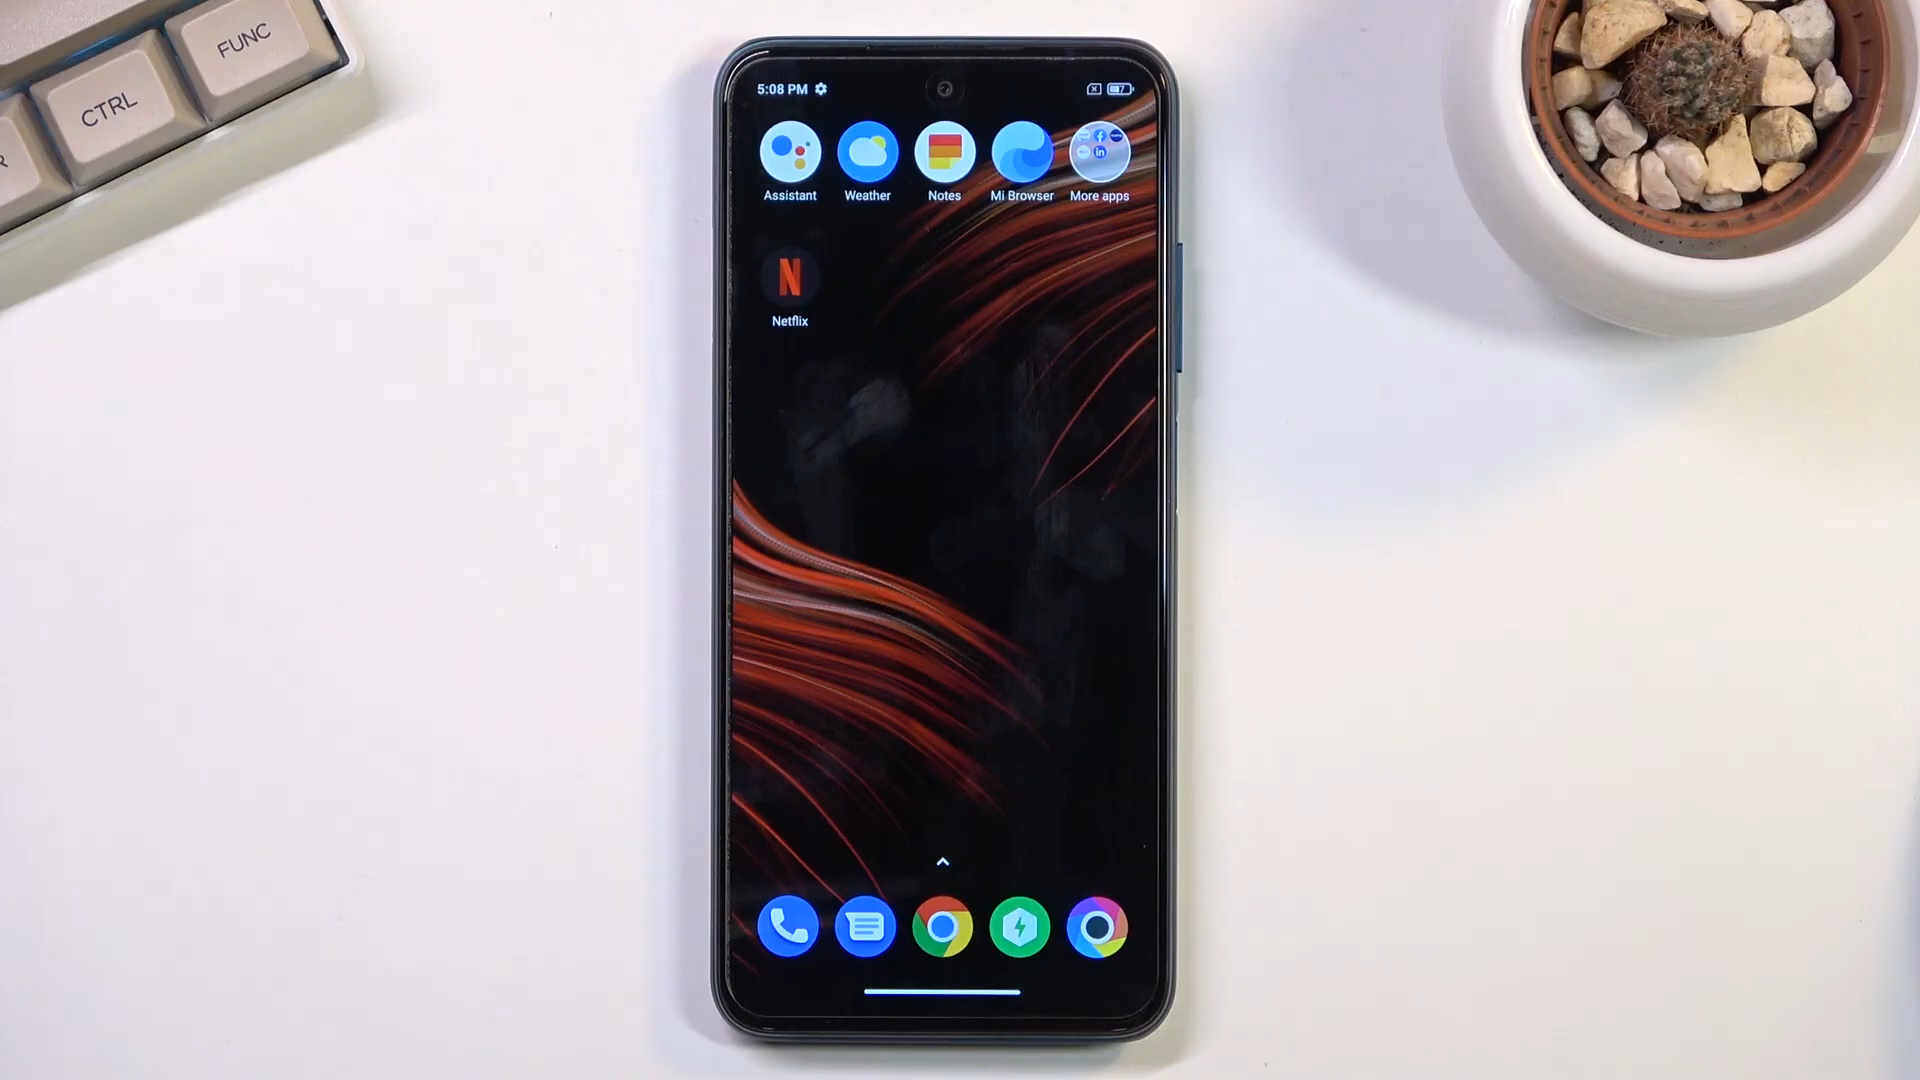 FUNC
CTRL
R
5:08 PM
Assistant
Weather
Notes
Mi Browser
More apps
N
Netflix